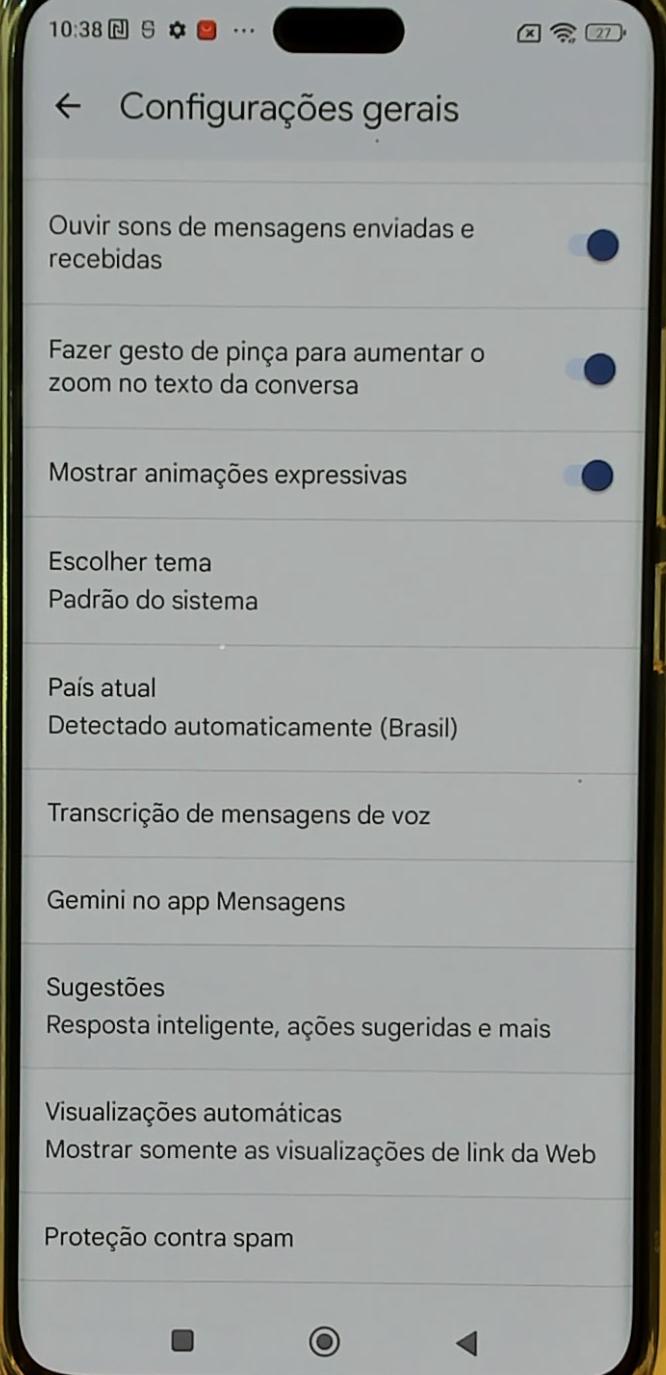 10:38
27
Configurações gerais
Ouvir sons de mensagens enviadas e
recebidas
Fazer gesto de pinça para aumentar o
zoom no texto da conversa
Mostrar animações expressivas
Escolher tema
Padrão do sistema
País atual
Detectado automaticamente (Brasil)
Transcrição de mensagens de voz
Gemini no app Mensagens
Sugestões
Resposta inteligente, ações sugeridas e mais
Visualizações automáticas
Mostrar somente as visualizações de link da Web
Proteção contra spam